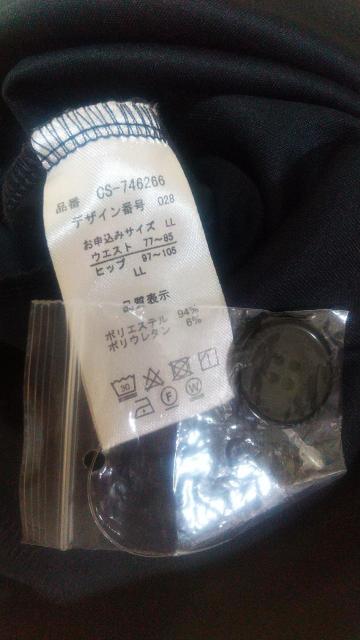 品番 CS-746266
デザイン番号 028
お申込みサイズ LL
ウエスト 77〜85
ヒップ 97〜105
LL
品質表示
ポリエステル 94%
ポリウレタン 6%
30
F W